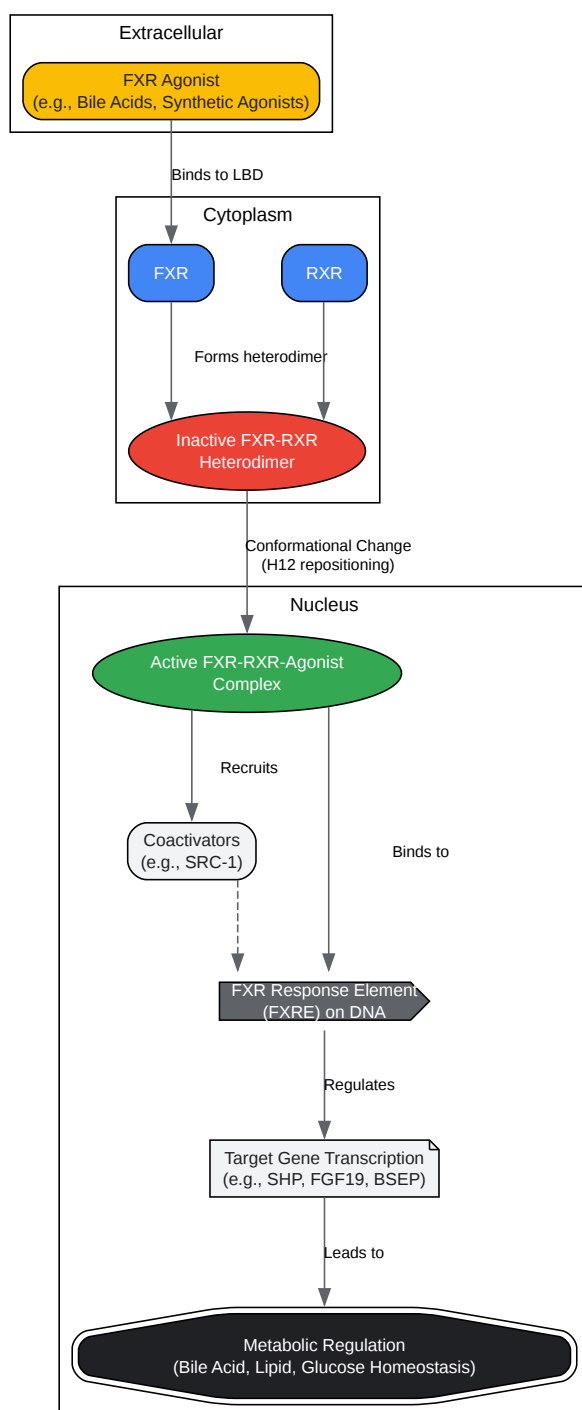 Extracellular
FXR Agonist
(e.g., Bile Acids, Synthetic Agonists)
Binds to LBD
Cytoplasm
FXR
RXR
Forms heterodimer
Inactive FXR-RXR
Heterodimer
Conformational Change
(H12 repositioning)
Nucleus
Active FXR-RXR-Agonist
Complex
Recruits
Coactivators
(e.g., SRC-1)
Binds to
FXR Response Element
(FXRE) on DNA
Regulates
Target Gene Transcription
(e.g., SHP, FGF19, BSEP)
Leads to
Metabolic Regulation
(Bile Acid, Lipid, Glucose Homeostasis)